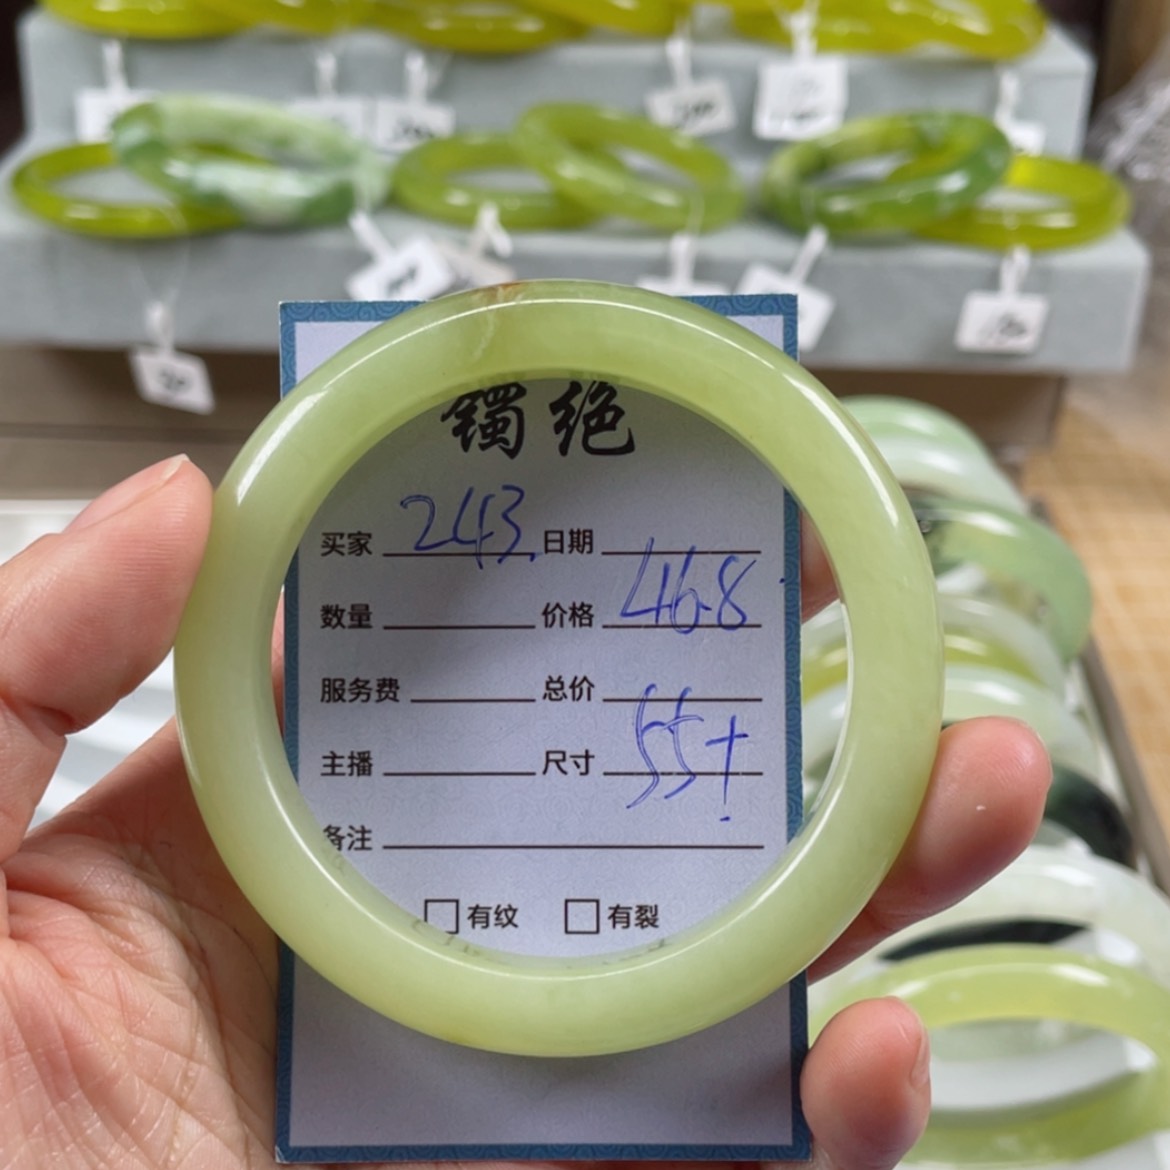 镯绝
买家 243. 日期
数量 价格 468
服务费 总价
主播 尺寸 55+
备注
□有纹 □有裂